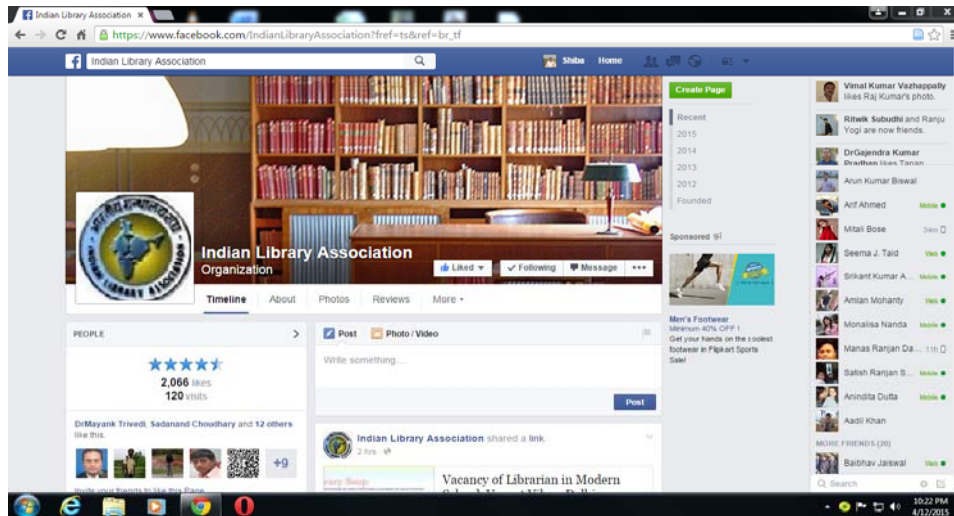 Indian Library Association
https://www.facebook.com/IndianLibraryAssociation?fref=ts&ref=br_tf
Indian Library Association
Shiba Home
Indian Library Association
Organization
Liked
Following
Message
Timeline About Photos Reviews More
PEOPLE
2,066 likes
120 visits
DrMayank Trivedi, Sadanand Choudhary and 12 others
like this.
+9
Invite your friends to like this Page
Post Photo / Video
Write something...
Post
Indian Library Association shared a link.
2 hrs
Vacancy of Librarian in Modern
Create Page
Recent
2015
2014
2013
2012
Founded
Sponsored
Men's Footwear
Minimum 40% OFF !
Get your hands on the coolest
footwear in Flipkart Sports
Sale!
Vimal Kumar Vazhappally
likes Raj Kumar's photo.
Ritwik Subudhi and Ranju
Yogi are now friends.
DrGajendra Kumar
Pradhan likes Tapan
Arun Kumar Biswal
Arif Ahmed Mobile
Mitali Bose 34m
Seema J. Taid Web
Srikant Kumar A... Mobile
Amlan Mohanty Web
Monalisa Nanda Mobile
Manas Ranjan Da... 11h
Satish Ranjan S... Mobile
Anindita Dutta Mobile
Aadil Khan
MORE FRIENDS (20)
Baibhav Jaiswal Web
Search
10:22 PM
4/12/2015